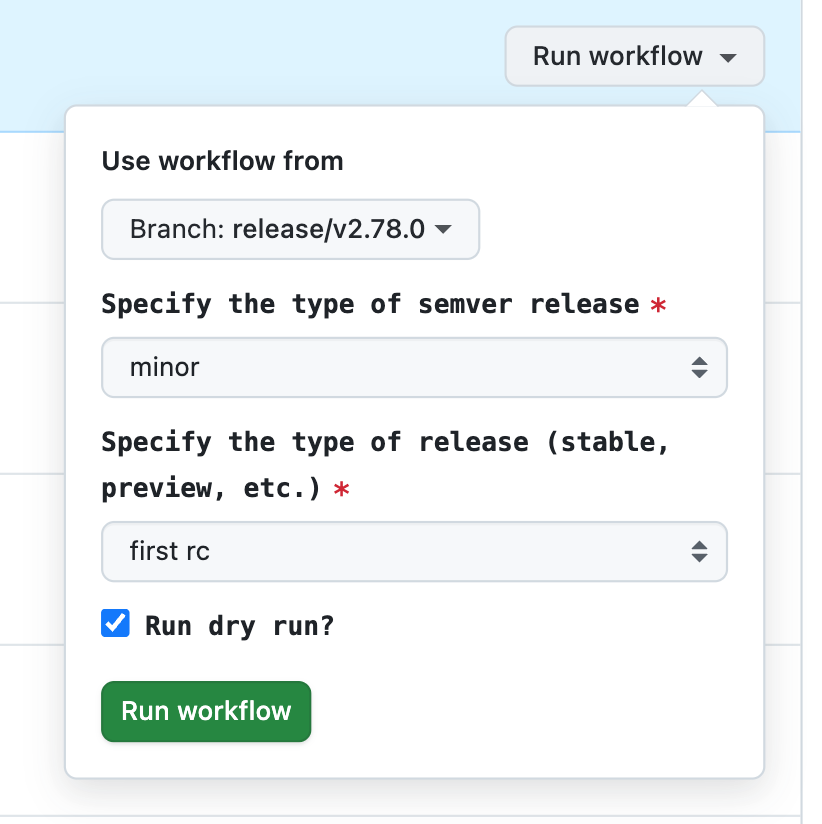 Run workflow
Use workflow from
Branch: release/v2.78.0
Specify the type of semver release *
minor
Specify the type of release (stable,
preview, etc.) *
first rc
Run dry run?
Run workflow